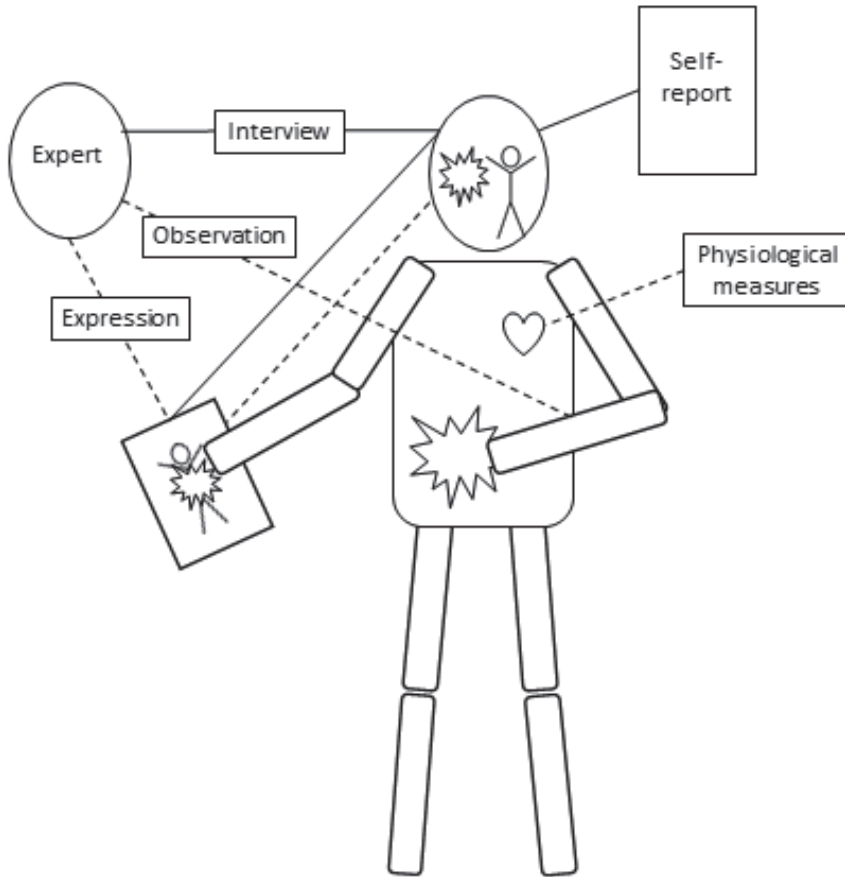 Self-
report
Interview
Expert
Observation
Physiological
measures
Expression